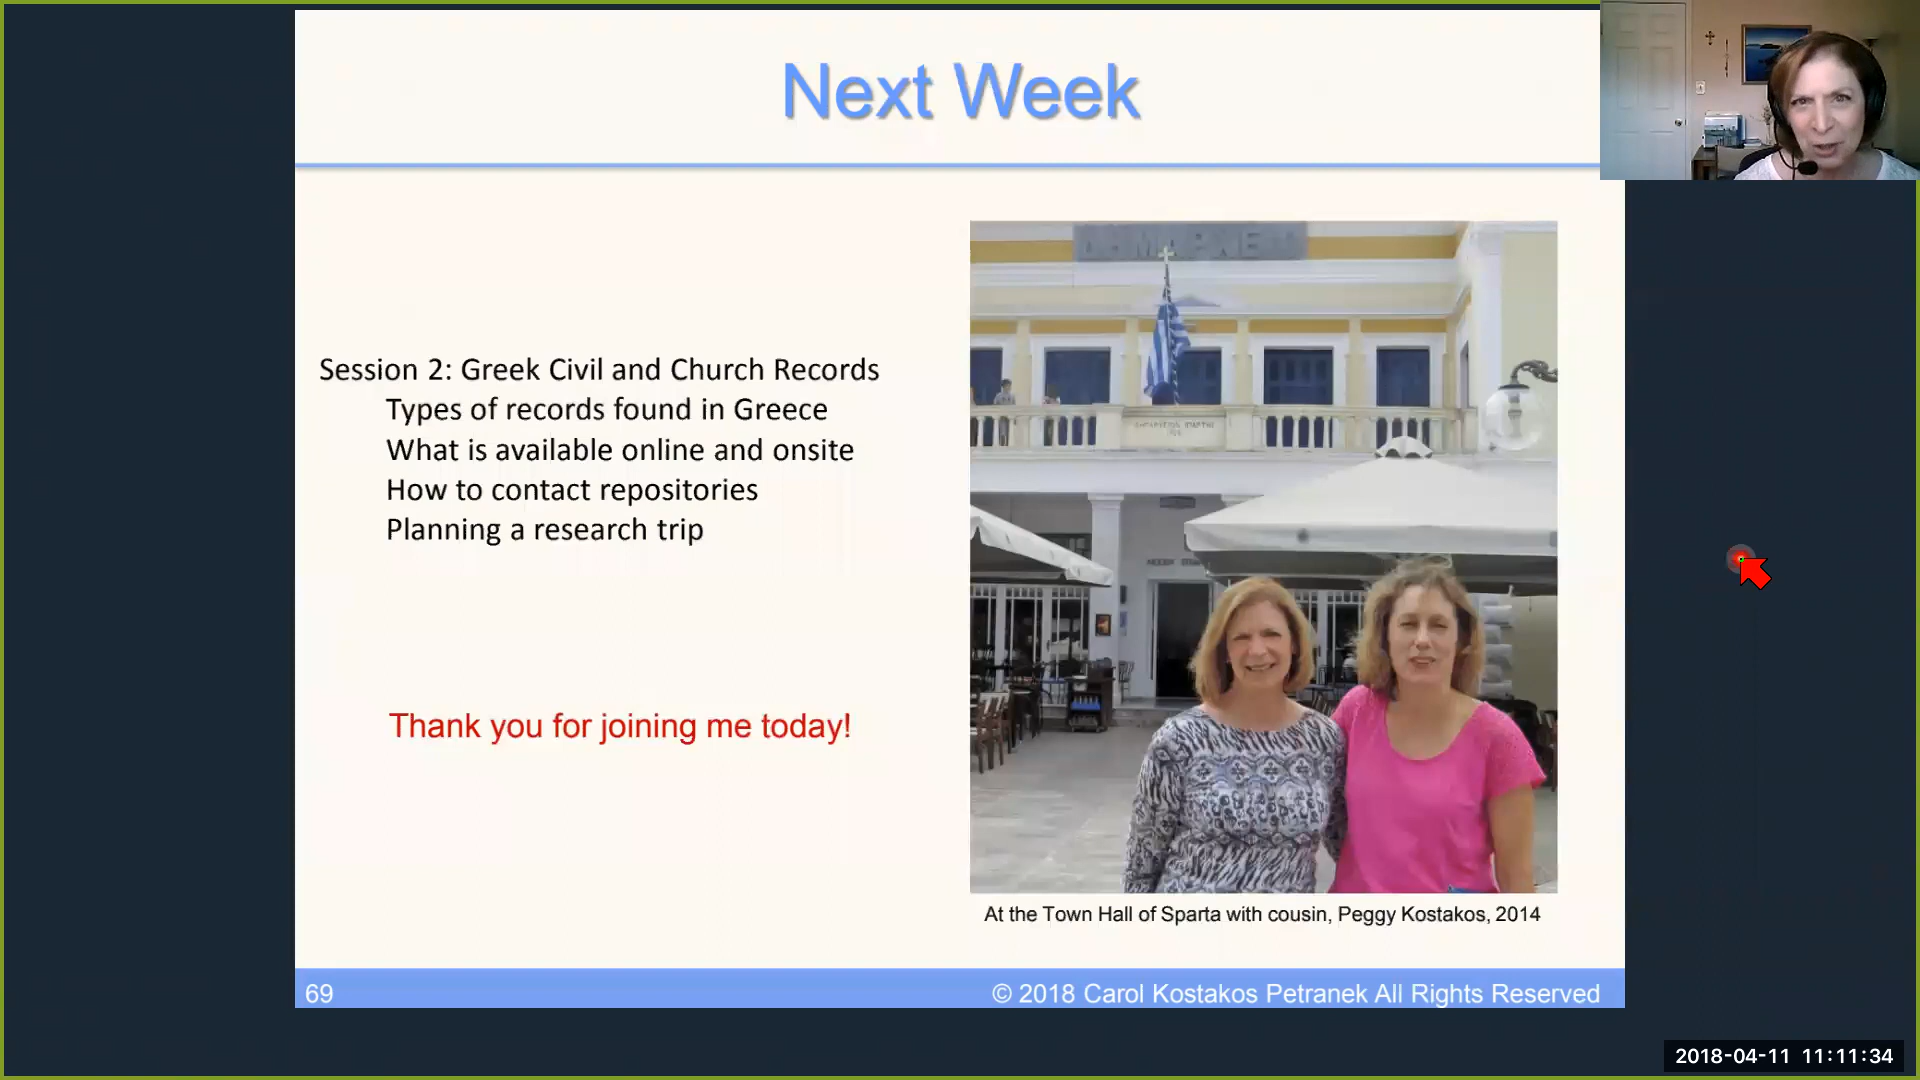 Next Week
Session 2: Greek Civil and Church Records
Types of records found in Greece
What is available online and onsite
How to contact repositories
Planning a research trip
Thank you for joining me today!
At the Town Hall of Sparta with cousin, Peggy Kostakos, 2014
69
© 2018 Carol Kostakos Petranek All Rights Reserved
2018-04-11 11:11:34